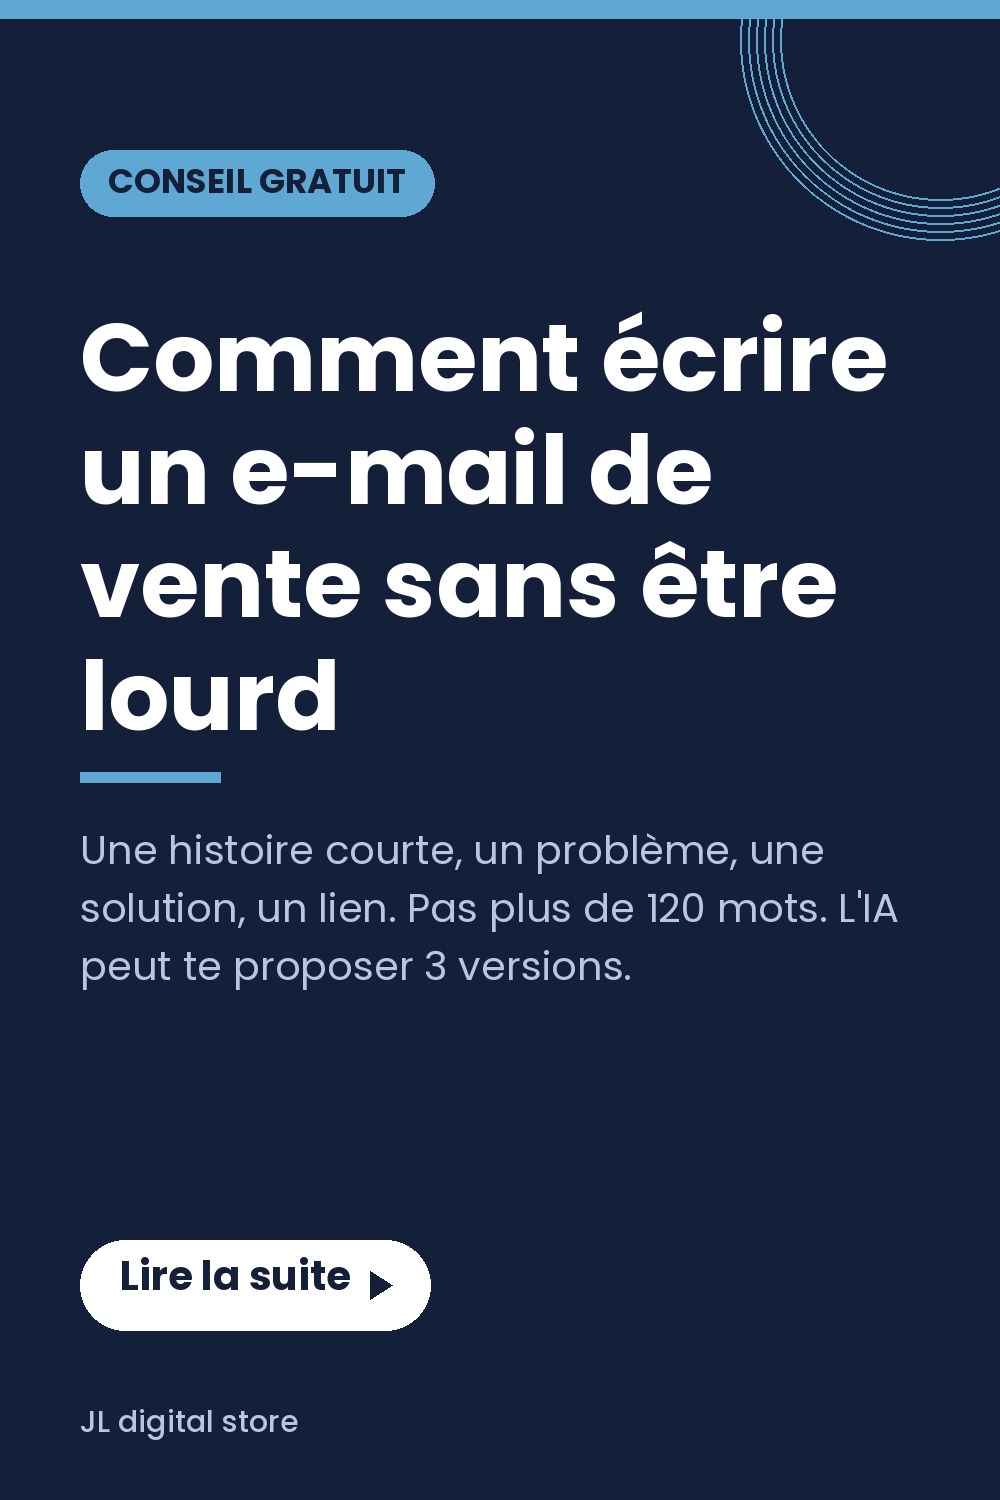 CONSEIL GRATUIT
Comment écrire
un e-mail de
vente sans être
lourd
Une histoire courte, un problème, une
solution, un lien. Pas plus de 120 mots. L'IA
peut te proposer 3 versions.
Lire la suite
JL digital store